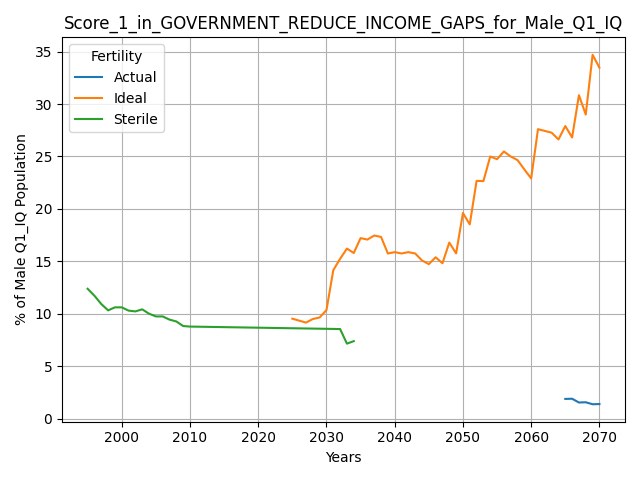 Score_1_in_GOVERNMENT_REDUCE_INCOME_GAPS_for_Male_Q1_IQ
Fertility
Actual
Ideal
Sterile
% of Male Q1_IQ Population
35
30
25
20
15
10
5
0
2000 2010 2020 2030 2040 2050 2060 2070
Years